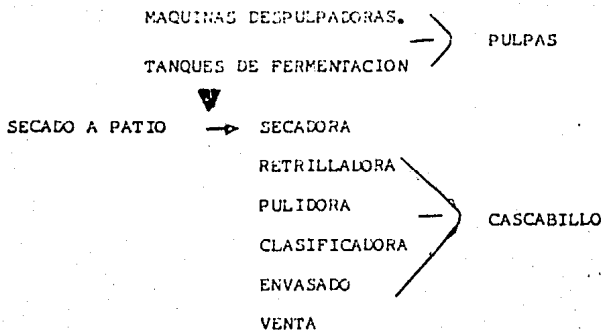 MAQUINAS DESPULPADORAS.
PULPAS
TANQUES DE FERMENTACION
SECADO A PATIO SECADORA
RETRILLADORA
PULIDORA
CASCABILLO
CLASIFICADORA
ENVASADO
VENTA